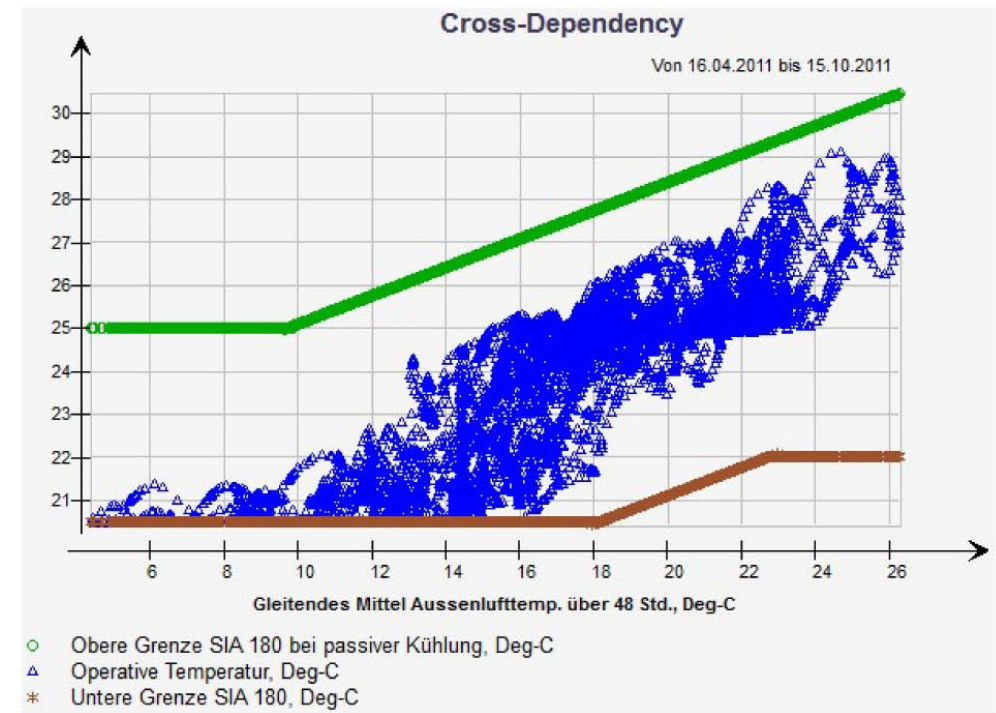 Cross-Dependency
Von 16.04.2011 bis 15.10.2011
30
29
28
27
26
25
24
23
22
21
6 8 10 12 14 16 18 20 22 24 26
Gleitendes Mittel Aussenlufttemp. über 48 Std., Deg-C
Obere Grenze SIA 180 bei passiver Kühlung, Deg-C
Operative Temperatur, Deg-C
Untere Grenze SIA 180, Deg-C